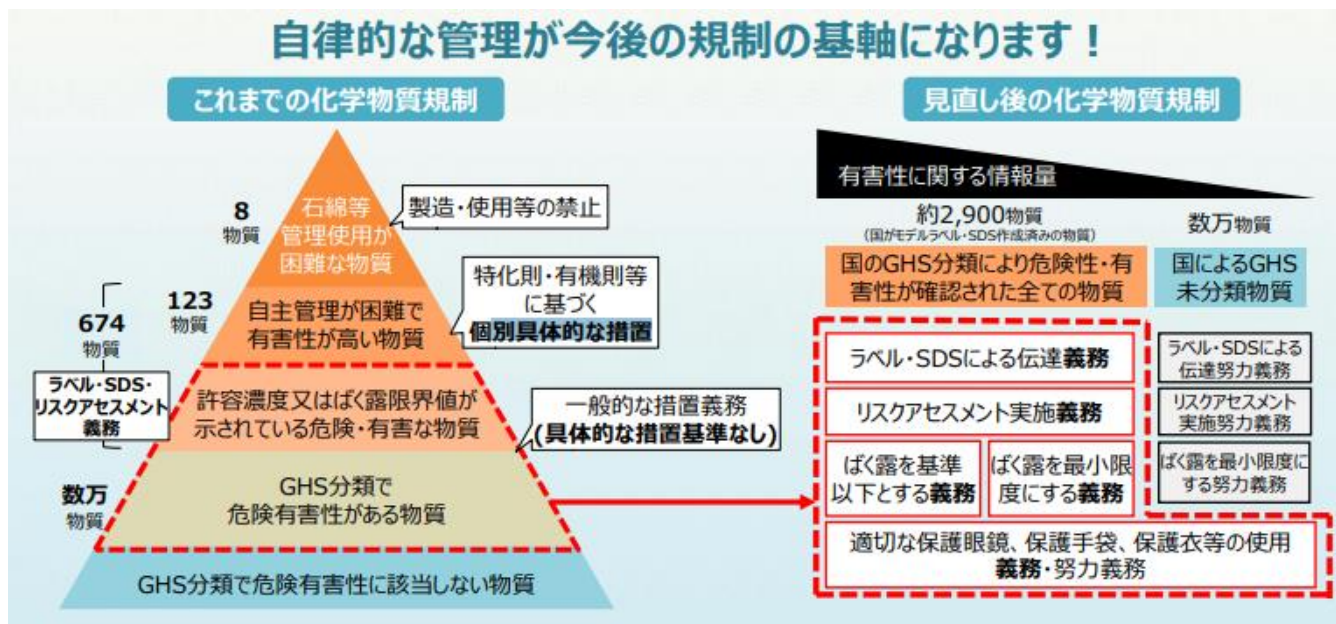 自律的な管理が今後の規制の基軸になります！
これまでの化学物質規制
8
物質
石綿等
管理使用が
困難な物質
製造・使用等の禁止
123
物質
自主管理が困難で
有害性が高い物質
特化則・有機則等
に基づく
個別具体的な措置
674
物質
ラベル・SDS・
リスクアセスメント
義務
許容濃度又はばく露限界値が
示されている危険・有害な物質
一般的な措置義務
(具体的な措置基準なし)
数万
物質
GHS分類で
危険有害性がある物質
GHS分類で危険有害性に該当しない物質
見直し後の化学物質規制
有害性に関する情報量
約2,900物質
(国がモデルラベル・SDS作成済みの物質)
数万物質
国のGHS分類により危険性・有
害性が確認された全ての物質
国によるGHS
未分類物質
ラベル・SDSによる伝達義務
ラベル・SDSによる
伝達努力義務
リスクアセスメント実施義務
リスクアセスメント
実施努力義務
ばく露を基準
以下とする義務
ばく露を最小限
度にする義務
ばく露を最小限度に
する努力義務
適切な保護眼鏡、保護手袋、保護衣等の使用
義務・努力義務